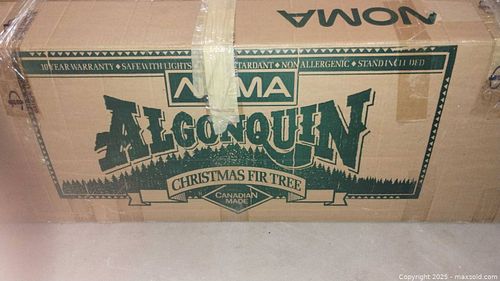 NOMA
10 YEAR WARRANTY ◆ SAFE WITH LIGHTS TARDANT ◆ NON ALLERGENIC ◆ STAND INCLUDED
NOMA
ALGONQUIN
CHRISTMAS FIR TREE
CANADIAN
MADE
Copyright © 2025 - maxsold.com